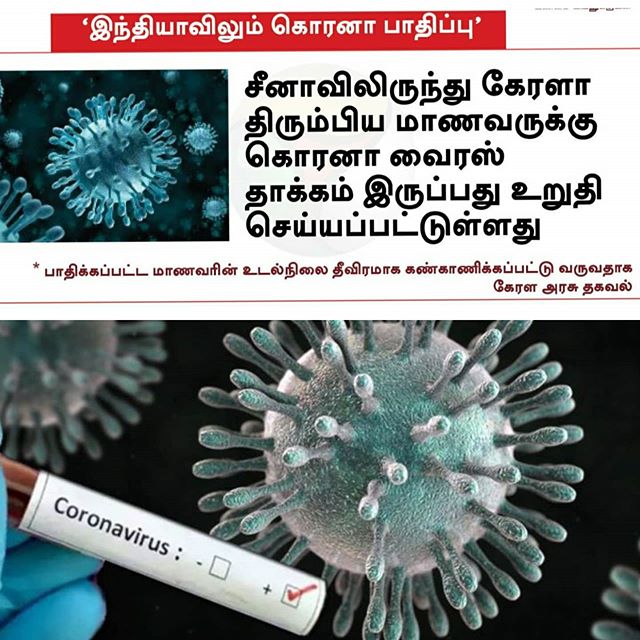 ‘இந்தியாவிலும் கொரனா பாதிப்பு’
சீனாவிலிருந்து கேரளா
திரும்பிய மாணவருக்கு
கொரனா வைரஸ்
தாக்கம் இருப்பது உறுதி
செய்யப்பட்டுள்ளது
* பாதிக்கப்பட்ட மாணவரின் உடல்நிலை தீவிரமாக கண்காணிக்கப்பட்டு வருவதாக
கேரள அரசு தகவல்
Coronavirus : - +